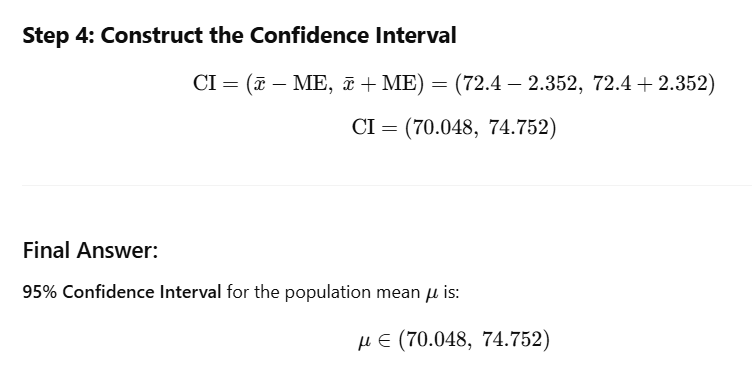 Step 4: Construct the Confidence Interval
CI = (x̄ − ME, x̄ + ME) = (72.4 − 2.352, 72.4 + 2.352)
CI = (70.048, 74.752)
Final Answer:
95% Confidence Interval for the population mean μ is:
μ ∈ (70.048, 74.752)